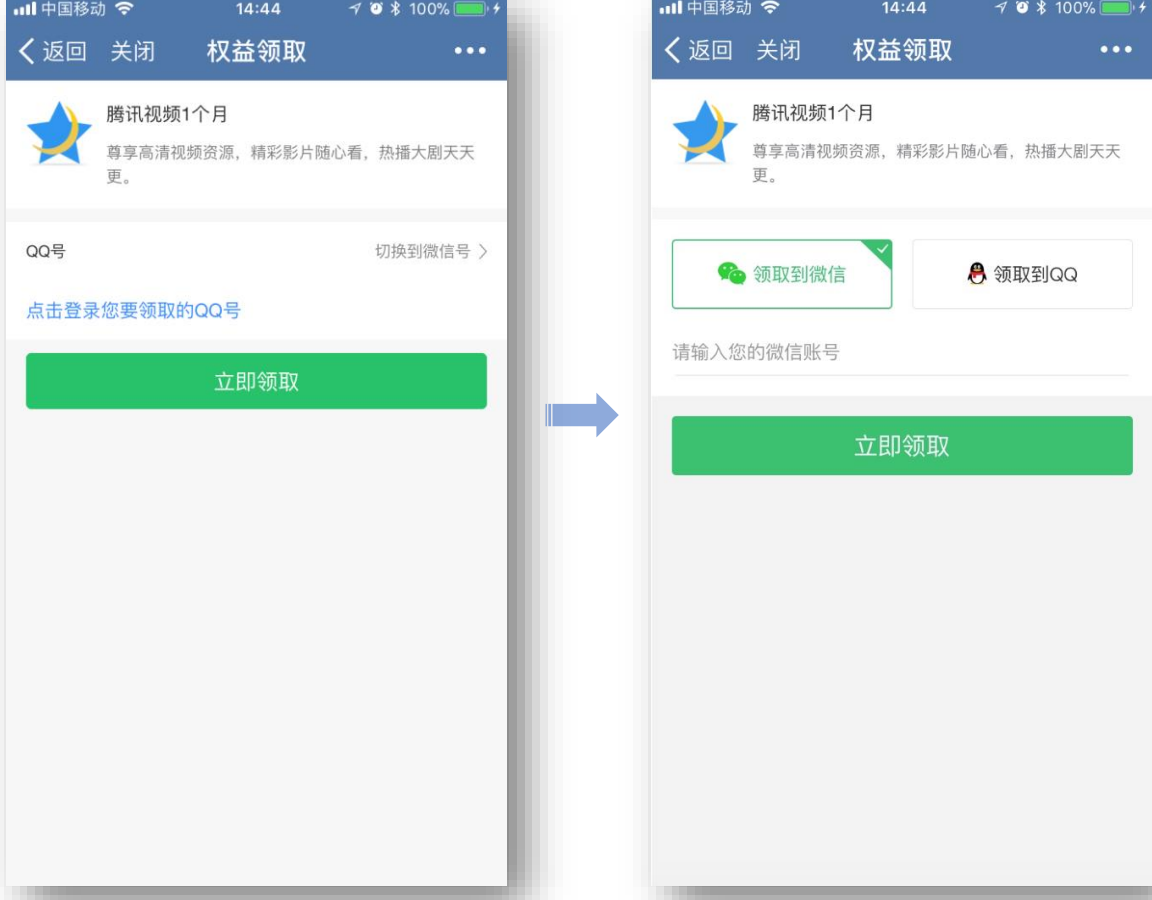 中国移动 14:44 100%
返回 关闭 权益领取
腾讯视频1个月
尊享高清视频资源，精彩影片随心看，热播大剧天天
更。
QQ号 切换到微信号
点击登录您要领取的QQ号
立即领取
中国移动 14:44 100%
返回 关闭 权益领取
腾讯视频1个月
尊享高清视频资源，精彩影片随心看，热播大剧天天
更。
领取到微信 领取到QQ
请输入您的微信账号
立即领取